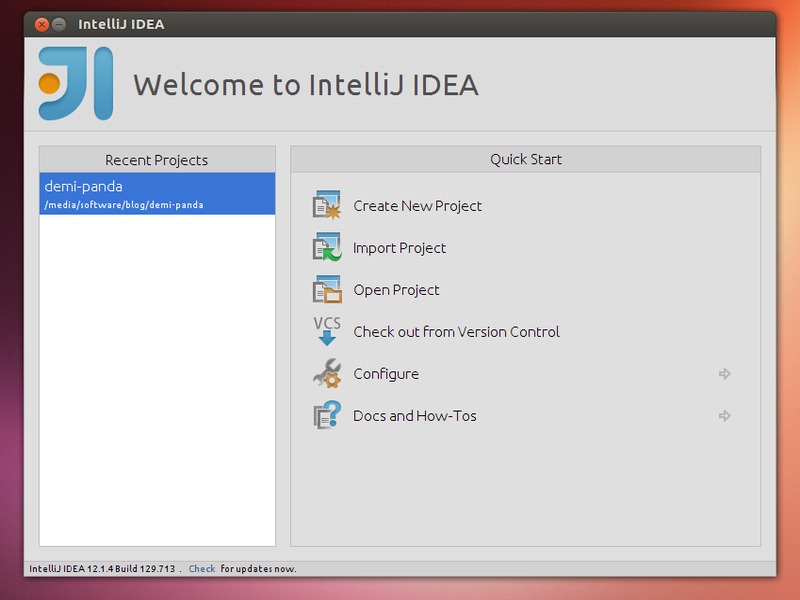 IntelliJ IDEA
Welcome to IntelliJ IDEA
Recent Projects
demi-panda
/media/software/blog/demi-panda
Quick Start
Create New Project
Import Project
Open Project
VCS
Check out from Version Control
Configure
Docs and How-Tos
IntelliJ IDEA 12.1.4 Build 129.713 . Check for updates now.